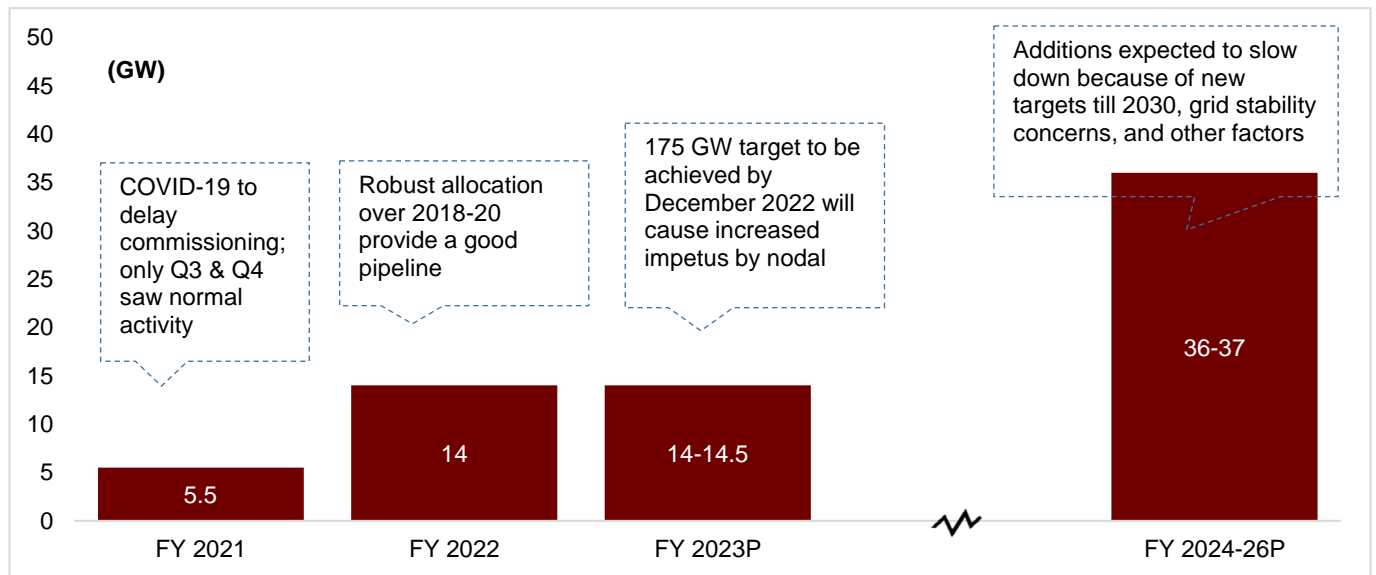 50
45
40
35
30
25
20
15
10
5
0
(GW)
COVID-19 to
delay
commissioning;
only Q3 & Q4
saw normal
activity
Robust allocation
over 2018-20
provide a good
pipeline
175 GW target to be
achieved by
December 2022 will
cause increased
impetus by nodal
Additions expected to slow
down because of new
targets till 2030, grid stability
concerns, and other factors
5.5
14
14-14.5
36-37
FY 2021
FY 2022
FY 2023P
FY 2024-26P